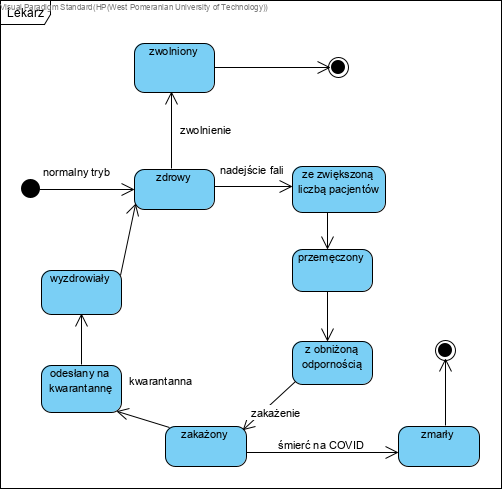 Visual Paradigm Standard(HP(West Pomeranian University of Technology))
Lekarz
zwolniony
zwolnienie
normalny tryb
nadejście fali
zdrowy
ze zwiększoną
liczbą pacjentów
przemęczony
wyzdrowiały
z obniżoną
odpornością
odesłany na
kwarantannę
kwarantanna
zakażenie
zakażony
śmierć na COVID
zmarły